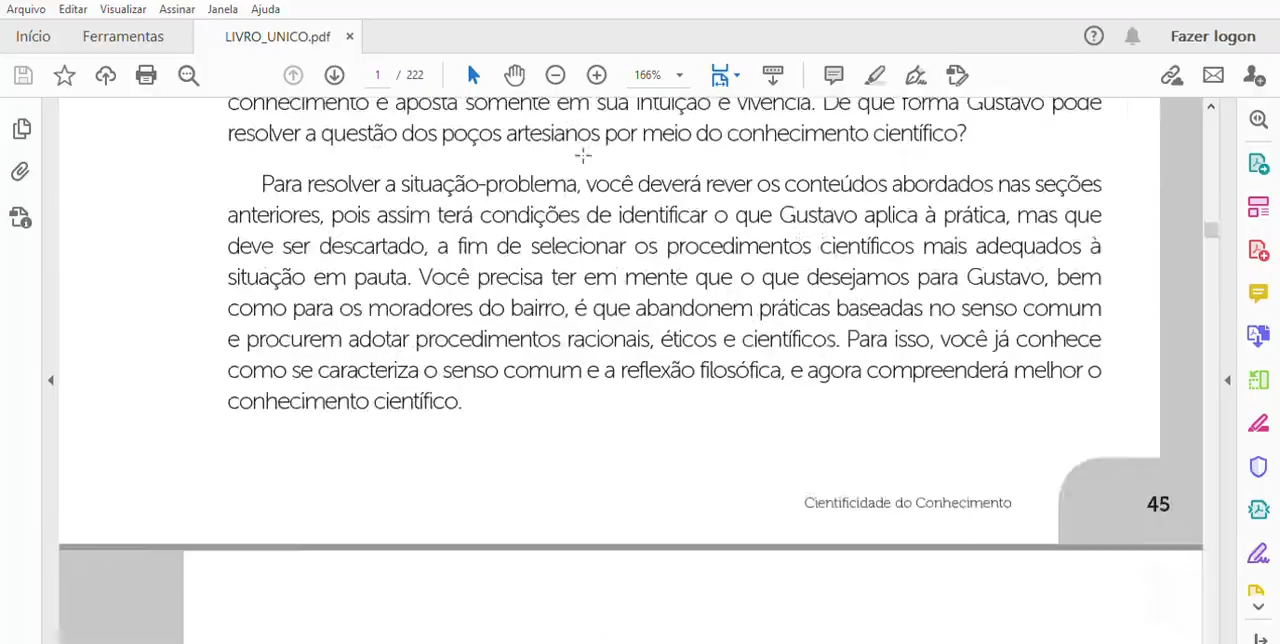 Arquivo Editar Visualizar Assinar Janela Ajuda
Início Ferramentas LIVRO_UNICO.pdf × Fazer logon
1 / 222 166%
conhecimento e aposta somente em sua intuição e vivência. De que forma Gustavo pode
resolver a questão dos poços artesianos por meio do conhecimento científico?
Para resolver a situação-problema, você deverá rever os conteúdos abordados nas seções
anteriores, pois assim terá condições de identificar o que Gustavo aplica à prática, mas que
deve ser descartado, a fim de selecionar os procedimentos científicos mais adequados à
situação em pauta. Você precisa ter em mente que o que desejamos para Gustavo, bem
como para os moradores do bairro, é que abandonem práticas baseadas no senso comum
e procurem adotar procedimentos racionais, éticos e científicos. Para isso, você já conhece
como se caracteriza o senso comum e a reflexão filosófica, e agora compreenderá melhor o
conhecimento científico.
Cientificidade do Conhecimento 45